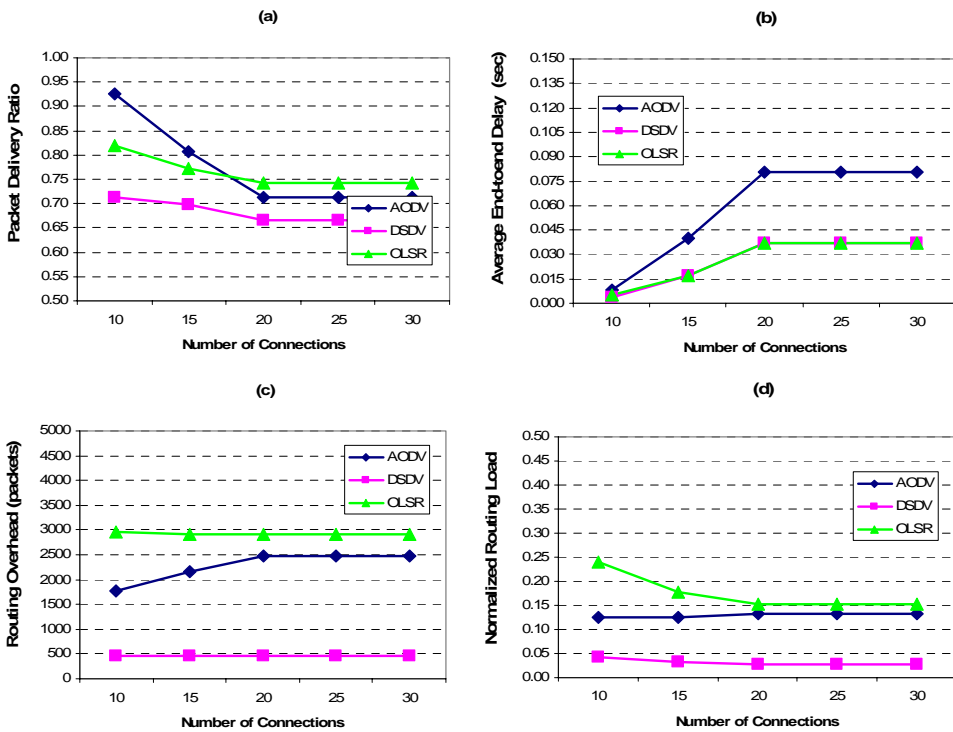 (a)
Packet Delivery Ratio
1.00
0.95
0.90
0.85
0.80
0.75
0.70
0.65
0.60
0.55
0.50
10 15 20 25 30
Number of Connections
AODV
DSDV
OLSR
(b)
Average End-toend Delay (sec)
0.150
0.135
0.120
0.105
0.090
0.075
0.060
0.045
0.030
0.015
0.000
10 15 20 25 30
Number of Connections
AODV
DSDV
OLSR
(c)
Routing Overhead (packets)
5000
4500
4000
3500
3000
2500
2000
1500
1000
500
0
10 15 20 25 30
Number of Connections
AODV
DSDV
OLSR
(d)
Normalized Routing Load
0.50
0.45
0.40
0.35
0.30
0.25
0.20
0.15
0.10
0.05
0.00
10 15 20 25 30
Number of Connections
AODV
DSDV
OLSR